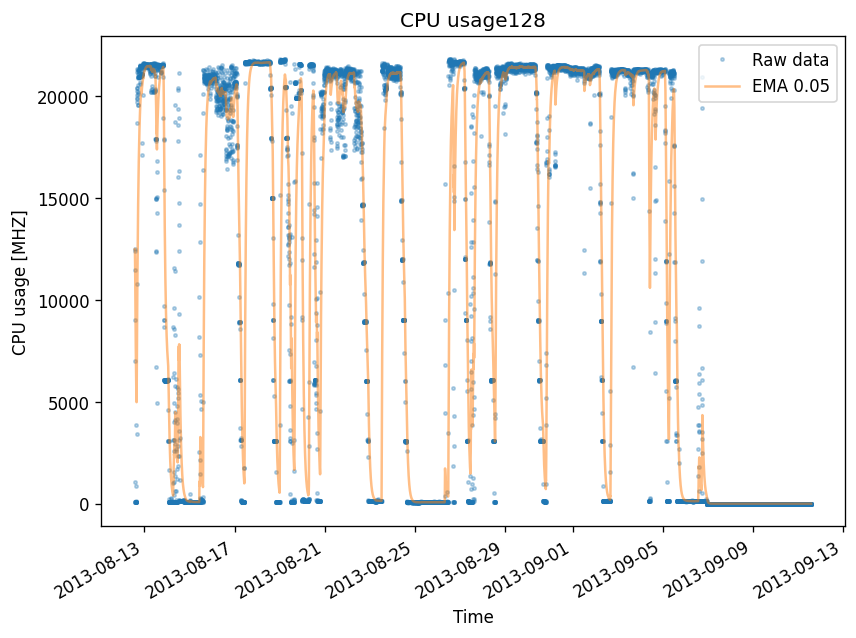 CPU usage128
Raw data
EMA 0.05
CPU usage [MHZ]
20000
15000
10000
5000
0
2013-08-13
2013-08-17
2013-08-21
2013-08-25
2013-08-29
2013-09-01
2013-09-05
2013-09-09
2013-09-13
Time